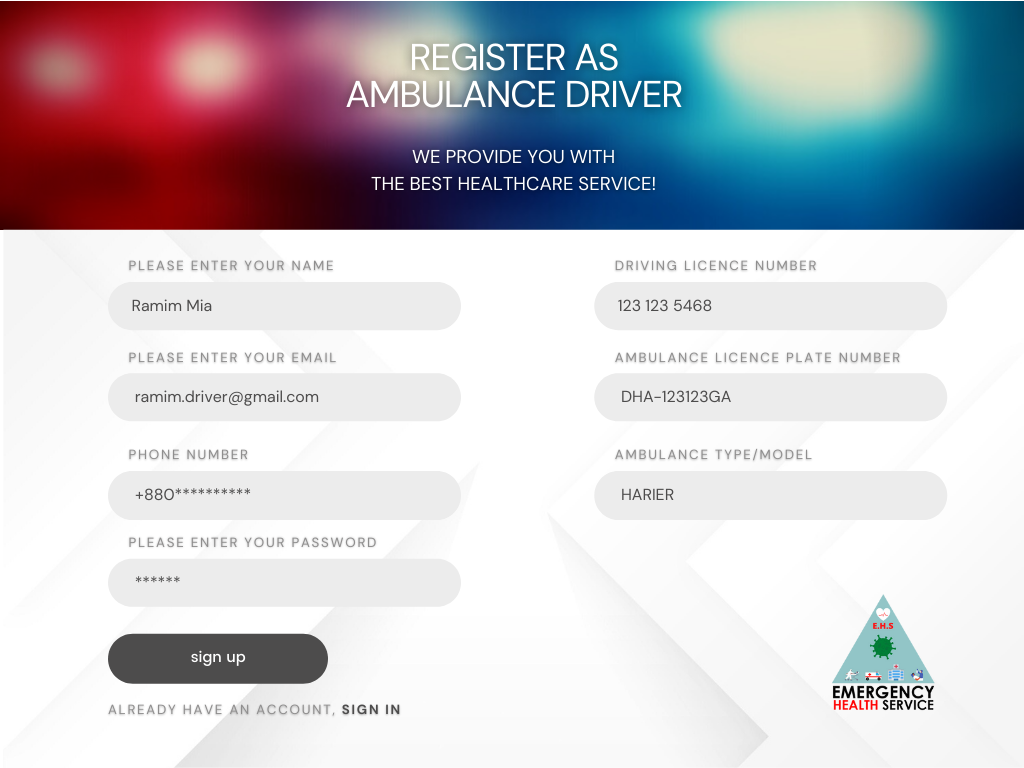 REGISTER AS
AMBULANCE DRIVER
WE PROVIDE YOU WITH
THE BEST HEALTHCARE SERVICE!
PLEASE ENTER YOUR NAME
Ramim Mia
PLEASE ENTER YOUR EMAIL
ramim.driver@gmail.com
PHONE NUMBER
+880**********
PLEASE ENTER YOUR PASSWORD
******
sign up
ALREADY HAVE AN ACCOUNT, SIGN IN
DRIVING LICENCE NUMBER
123 123 5468
AMBULANCE LICENCE PLATE NUMBER
DHA-123123GA
AMBULANCE TYPE/MODEL
HARIER
E.H.S
EMERGENCY
HEALTH SERVICE